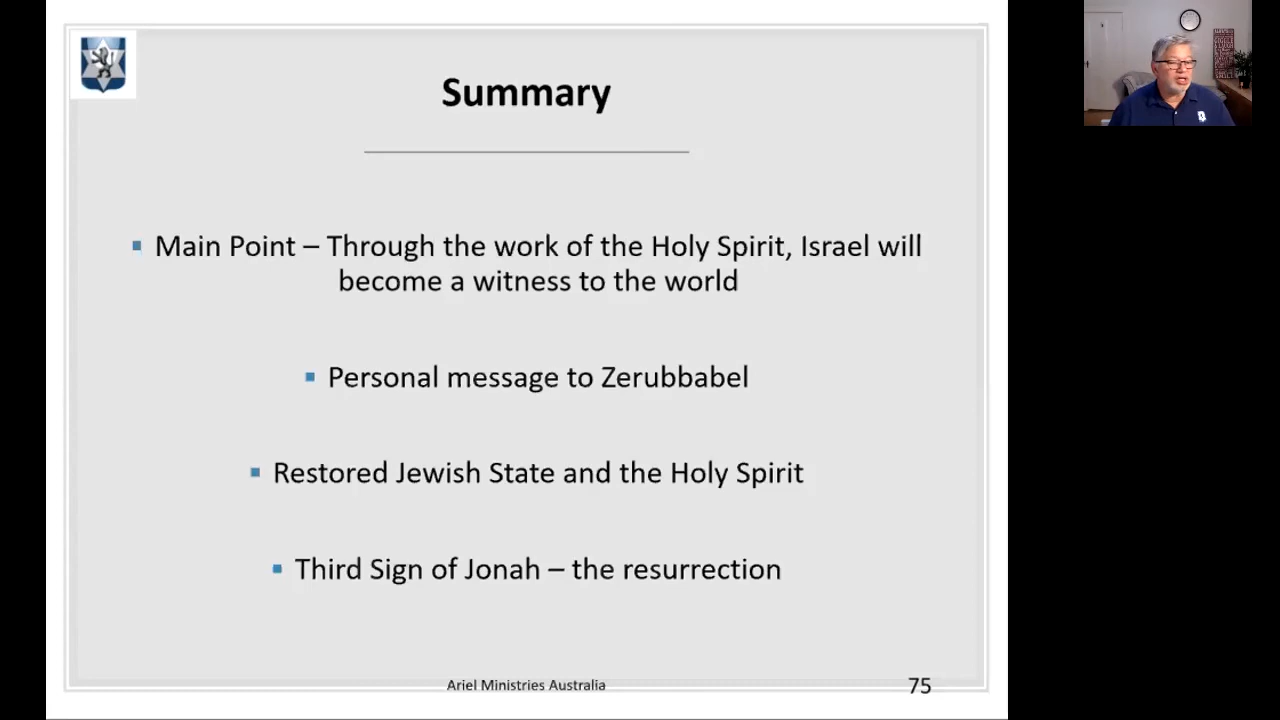 Summary
▪ Main Point – Through the work of the Holy Spirit, Israel will
become a witness to the world
▪ Personal message to Zerubbabel
▪ Restored Jewish State and the Holy Spirit
▪ Third Sign of Jonah – the resurrection
Ariel Ministries Australia
75